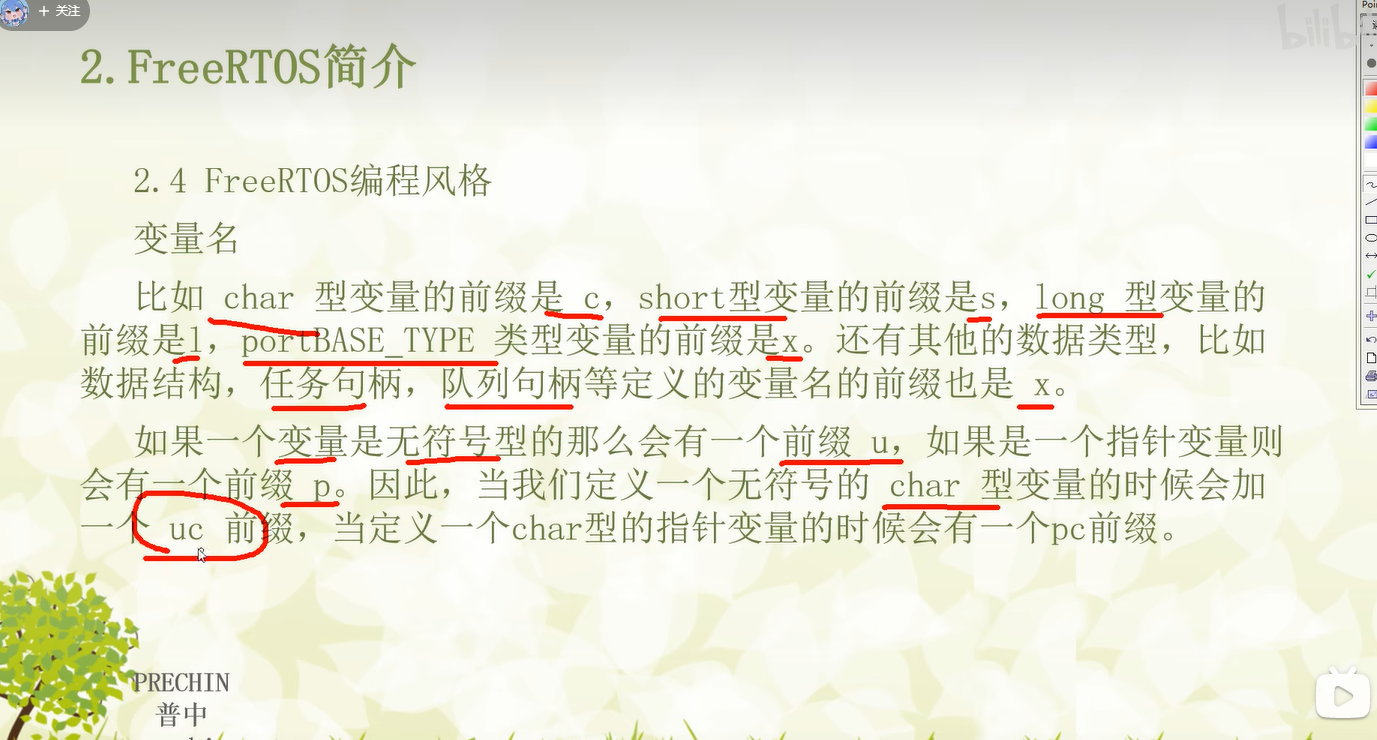 + 关注
Poi
bilib
2.FreeRTOS简介
2.4 FreeRTOS编程风格
变量名
比如 char 型变量的前缀是 c，short型变量的前缀是s，long 型变量的
前缀是l，portBASE_TYPE 类型变量的前缀是x。还有其他的数据类型，比如
数据结构，任务句柄，队列句柄等定义的变量名的前缀也是 x。
如果一个变量是无符号型的那么会有一个前缀 u，如果是一个指针变量则
会有一个前缀 p。因此，当我们定义一个无符号的 char 型变量的时候会加
一个 uc 前缀，当定义一个char型的指针变量的时候会有一个pc前缀。
PRECHIN
普中